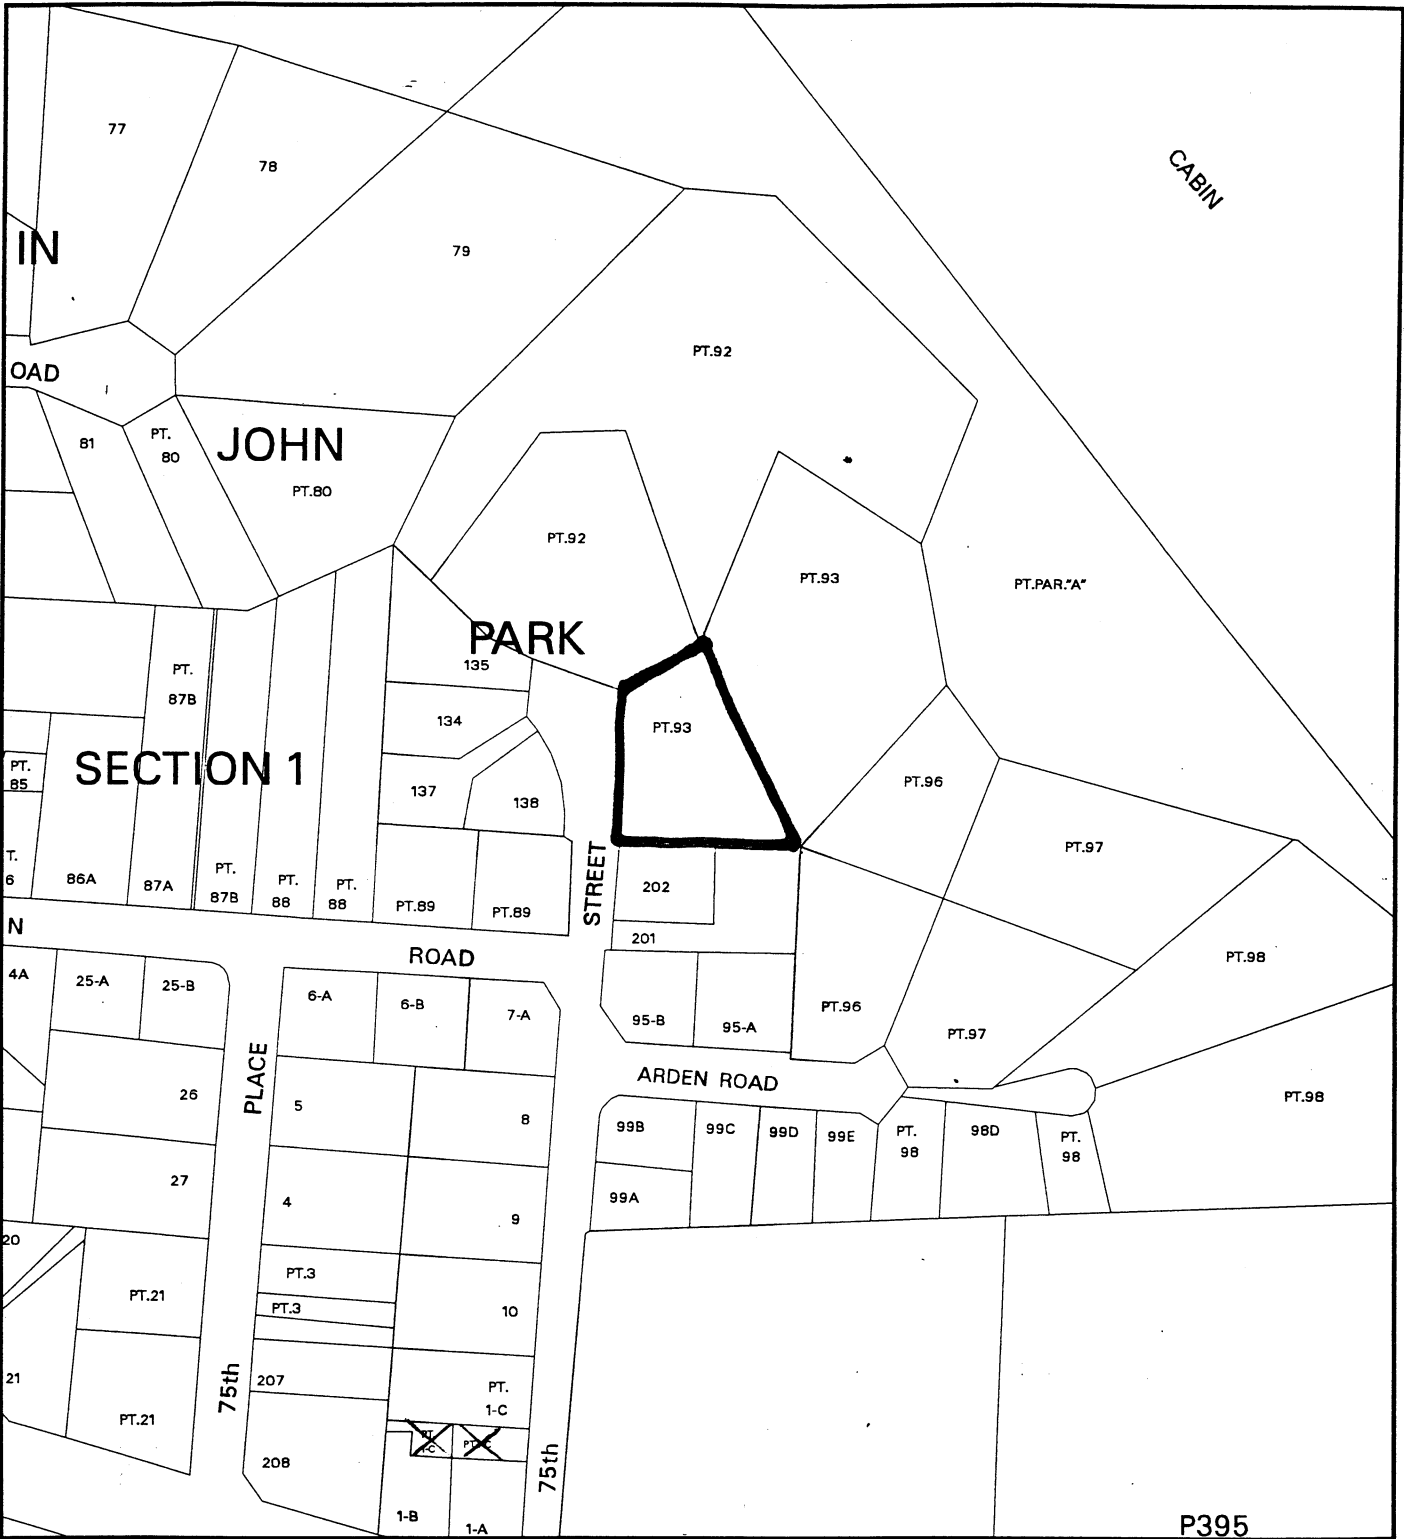 77
78
CABIN
IN
79
PT.92
OAD
81
PT.
80
JOHN
PT.80
PT.92
PT.93
PT.PAR."A"
PARK
135
PT.
87B
134
PT.93
SECTION 1
PT.
85
137
138
PT.96
PT.97
STREET
T.
6
86A
87A
PT.
87B
PT.
88
PT.
88
PT.89
PT.89
202
201
N
ROAD
PT.98
4A
25-A
25-B
6-A
6-B
7-A
95-B
95-A
PT.96
PT.97
PLACE
ARDEN ROAD
26
5
8
99B
99C
99D
99E
PT.
98
98D
PT.
98
PT.98
27
4
9
99A
20
PT.21
PT.3
PT.3
10
21
PT.21
75th
207
PT.
1-C
PT.
1-C
208
75th
1-B
1-A
P395